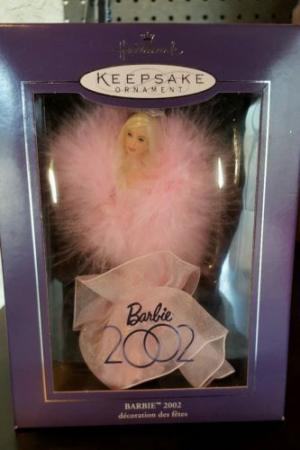 Hallmark
KEEPSAKE
ORNAMENT
Barbie
2002
BARBIE™ 2002
décoration des fêtes